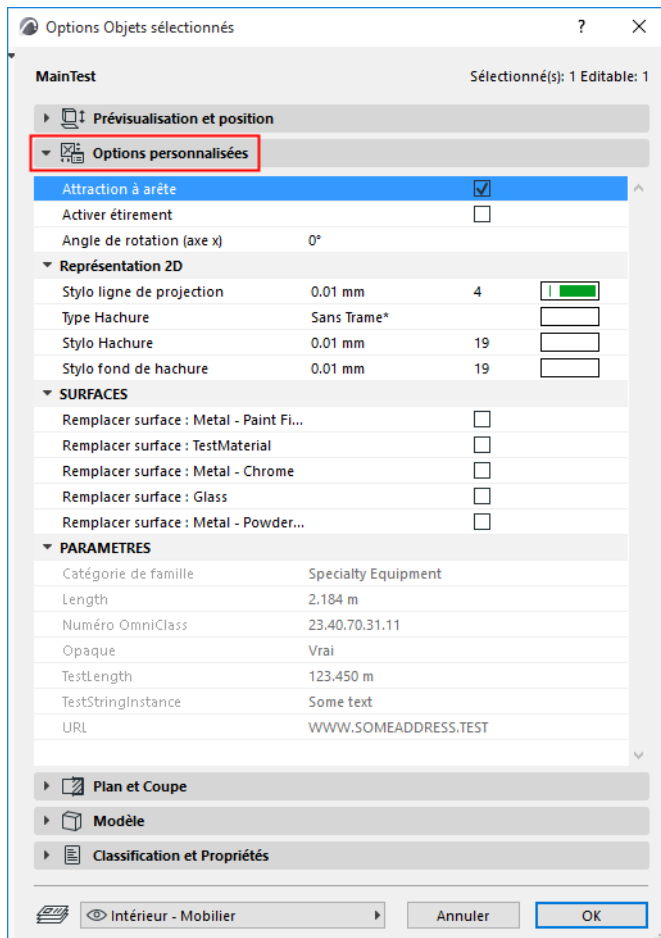 Options Objets sélectionnés
MainTest Sélectionné(s): 1 Editable: 1
Prévisualisation et position
Options personnalisées
Attraction à arête
Activer étirement
Angle de rotation (axe x) 0°
Représentation 2D
Stylo ligne de projection 0.01 mm 4
Type Hachure Sans Trame*
Stylo Hachure 0.01 mm 19
Stylo fond de hachure 0.01 mm 19
SURFACES
Remplacer surface : Metal - Paint Fi...
Remplacer surface : TestMaterial
Remplacer surface : Metal - Chrome
Remplacer surface : Glass
Remplacer surface : Metal - Powder...
PARAMETRES
Catégorie de famille Specialty Equipment
Length 2.184 m
Numéro OmniClass 23.40.70.31.11
Opaque Vrai
TestLength 123.450 m
TestStringInstance Some text
URL WWW.SOMEADDRESS.TEST
Plan et Coupe
Modèle
Classification et Propriétés
Intérieur - Mobilier Annuler OK